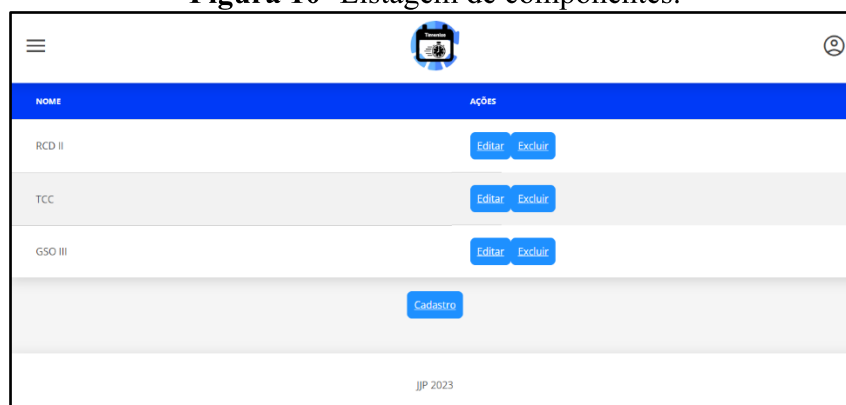 Figura 10- Listagem de componentes.
Timerize
NOME AÇÕES
RCD II Editar Excluir
TCC Editar Excluir
GSO III Editar Excluir
Cadastro
JJP 2023